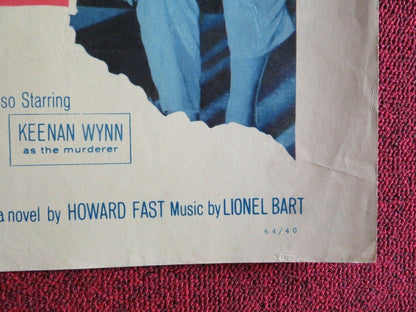 so Starring
KEENAN WYNN
as the murderer
a novel by HOWARD FAST Music by LIONEL BART
64/40